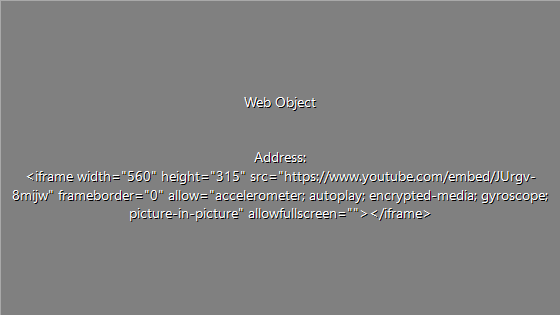 Web Object
Address:
<iframe width="560" height="315" src="https://www.youtube.com/embed/JUrgv-
8mijw" frameborder="0" allow="accelerometer; autoplay; encrypted-media; gyroscope;
picture-in-picture" allowfullscreen=""></iframe>